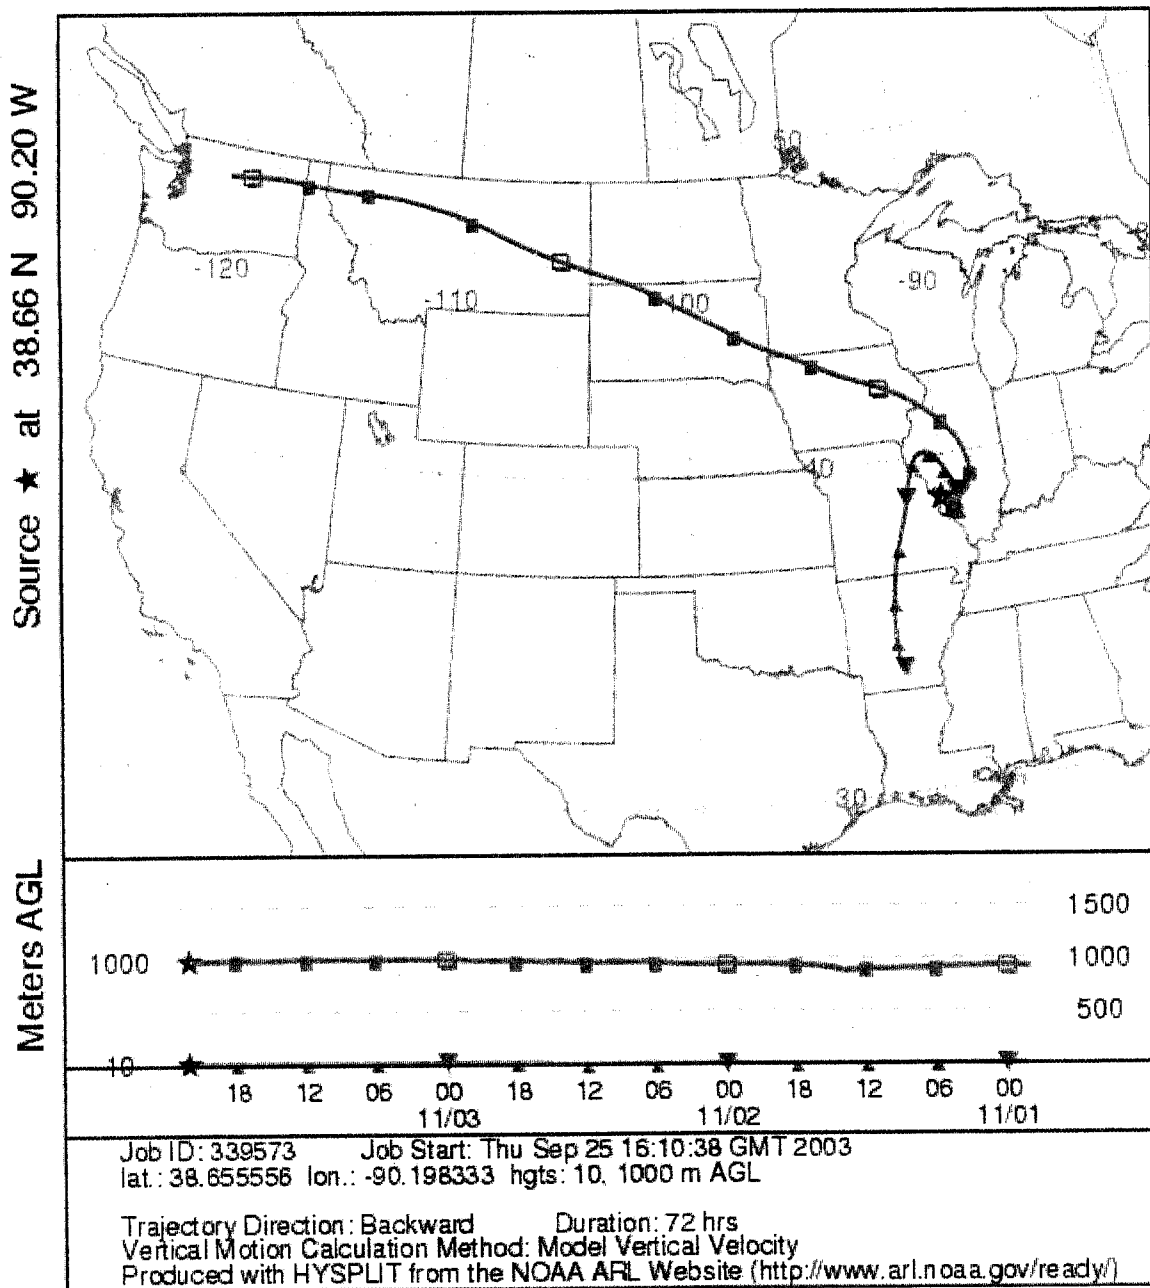 Source ★ at 38.66 N 90.20 W
-120
-110
-100
-90
40
30
Meters AGL
1500
1000
1000
500
10
18 12 06 00 18 12 06 00 18 12 06 00
11/03 11/02 11/01
Job ID: 339573 Job Start: Thu Sep 25 16:10:38 GMT 2003
lat.: 38.655556 lon.: -90.198333 hgts: 10, 1000 m AGL
Trajectory Direction: Backward Duration: 72 hrs
Vertical Motion Calculation Method: Model Vertical Velocity
Produced with HYSPLIT from the NOAA ARL Website (http://www.arl.noaa.gov/ready/)